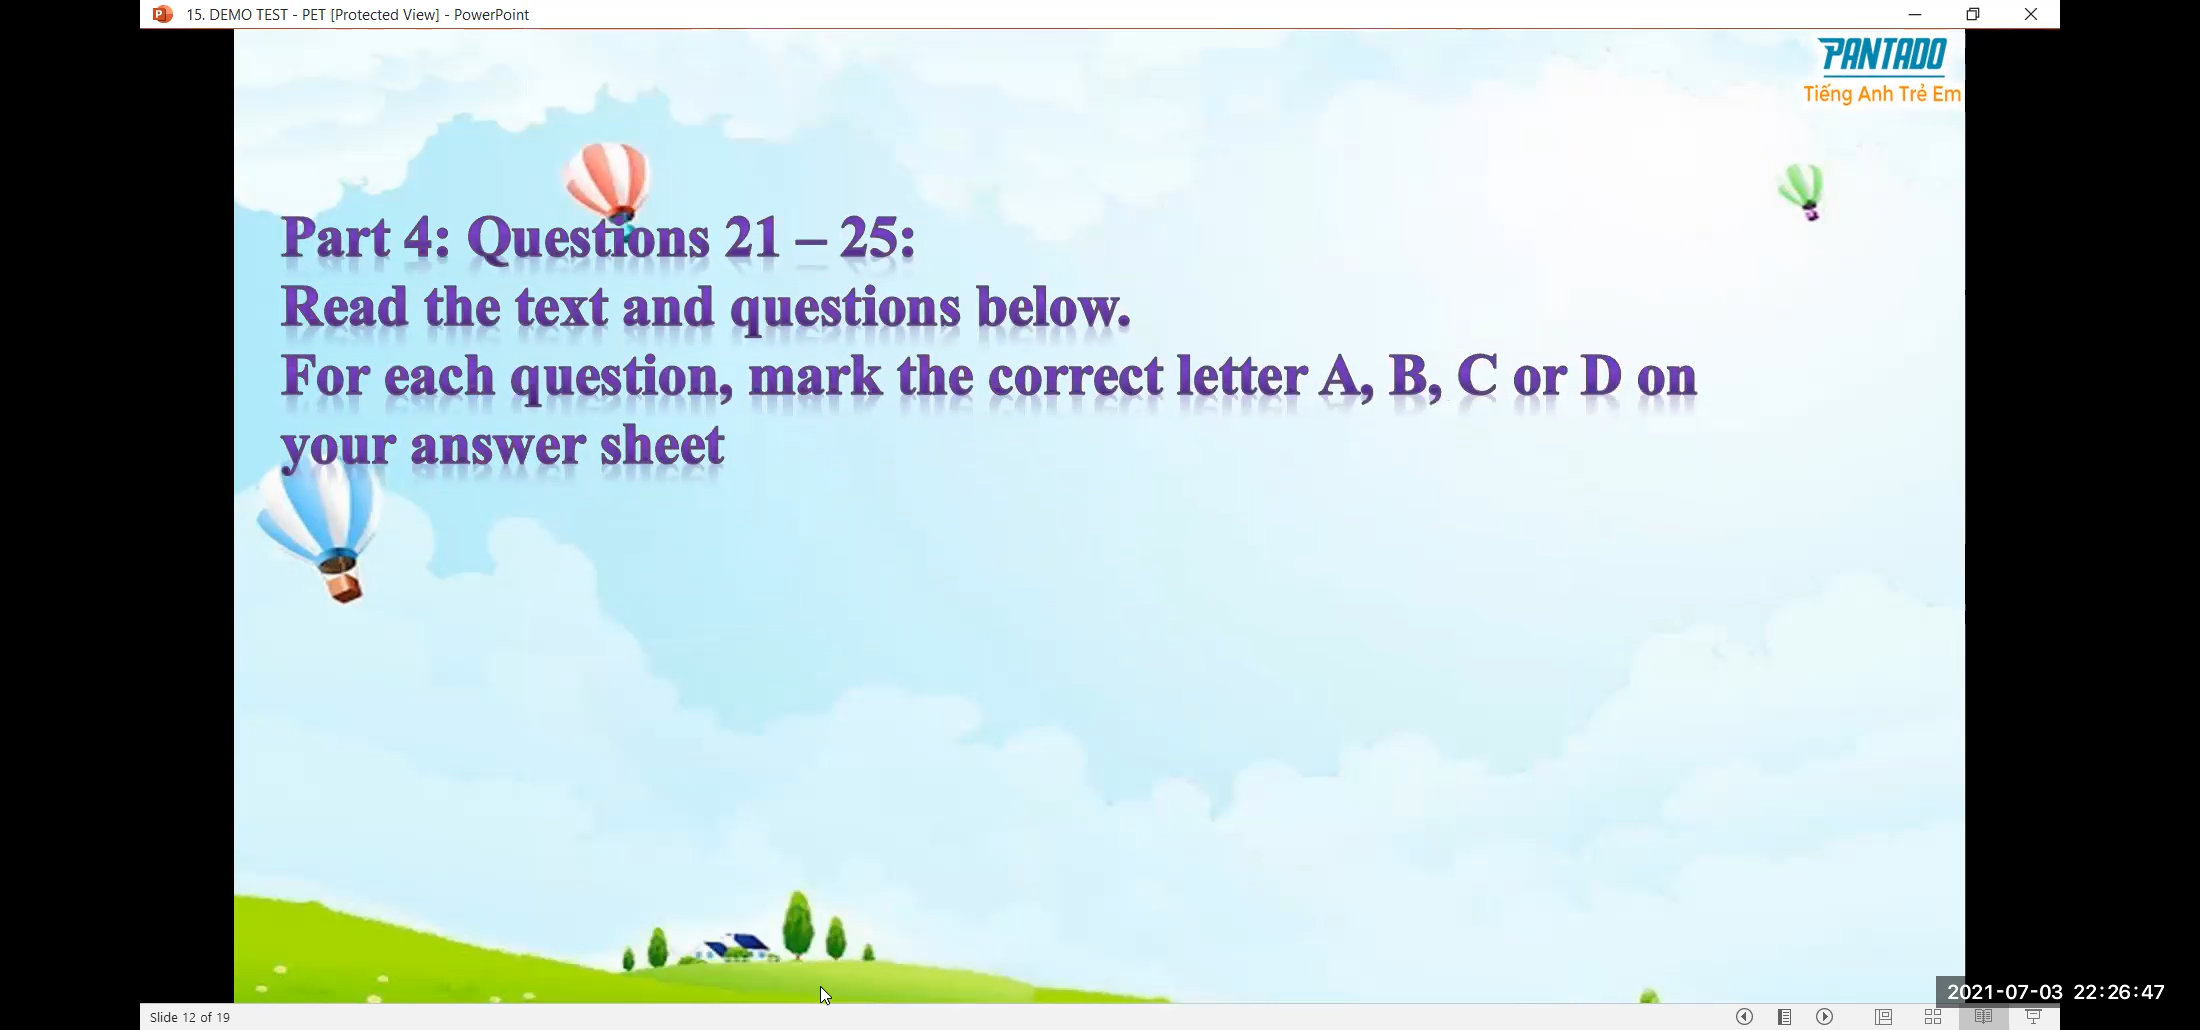 15. DEMO TEST - PET [Protected View] - PowerPoint
PANTADO
Tiếng Anh Trẻ Em
Part 4: Questions 21 – 25:
Read the text and questions below.
For each question, mark the correct letter A, B, C or D on
your answer sheet
2021-07-03 22:26:47
Slide 12 of 19